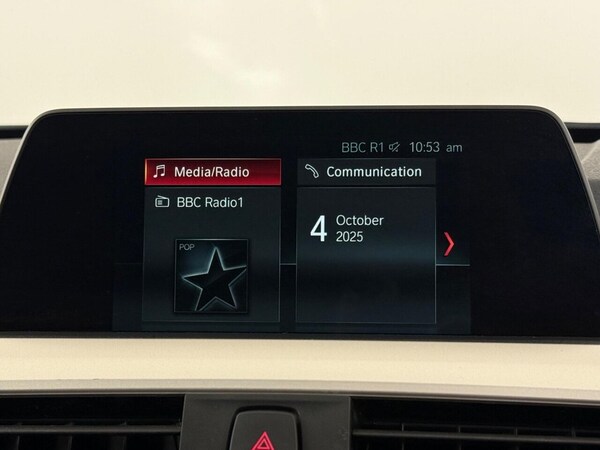 BBC R1 10:53 am
Media/Radio
BBC Radio1
POP
Communication
4 October
2025